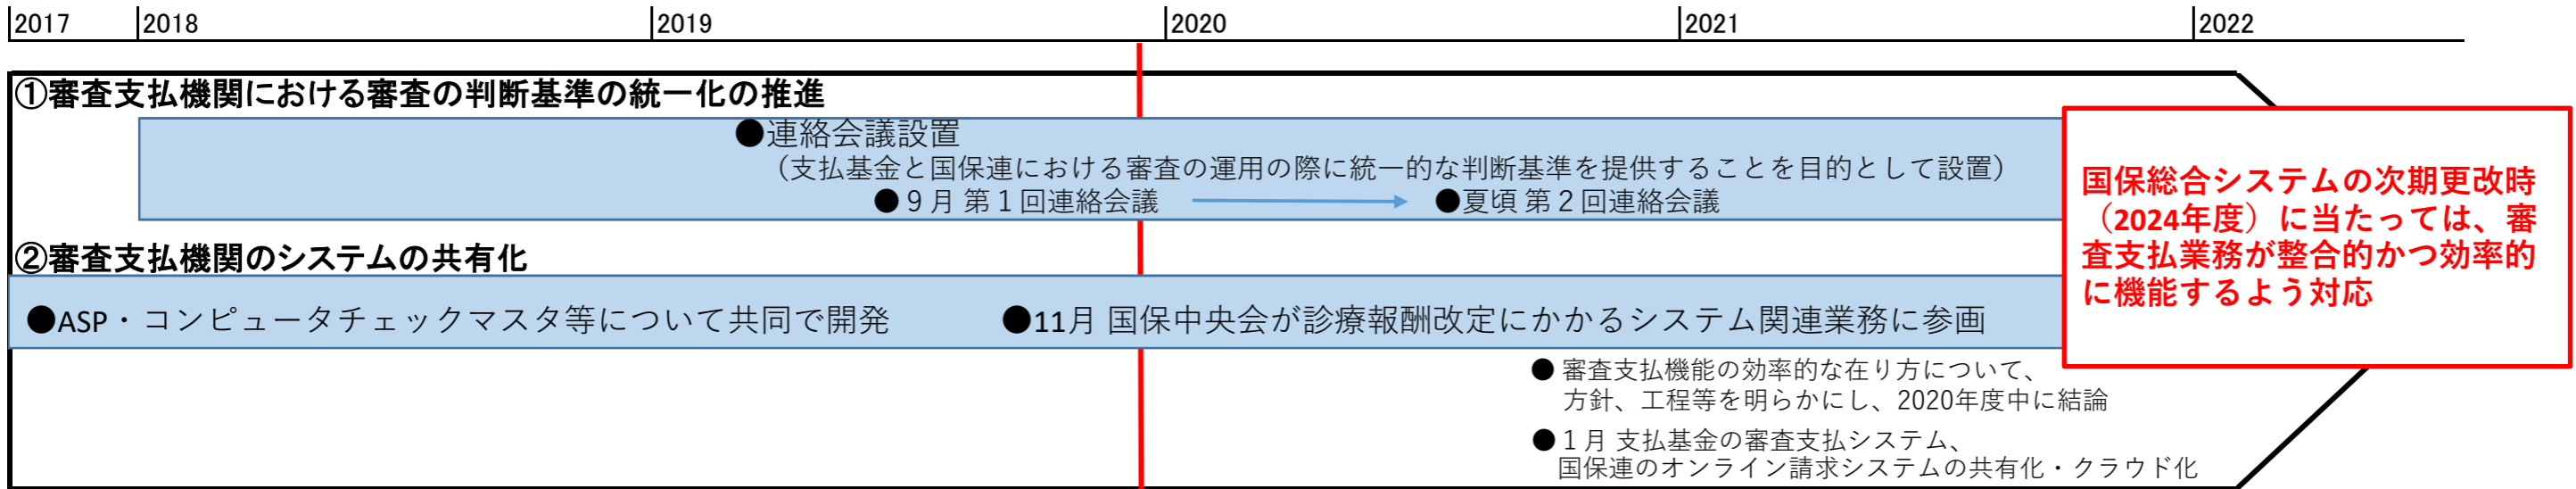 2017 2018 2019 2020 2021 2022
①審査支払機関における審査の判断基準の統一化の推進
●連絡会議設置
（支払基金と国保連における審査の運用の際に統一的な判断基準を提供することを目的として設置）
●９月 第１回連絡会議 ●夏頃 第２回連絡会議
②審査支払機関のシステムの共有化
●ASP・コンピュータチェックマスタ等について共同で開発 ●11月 国保中央会が診療報酬改定にかかるシステム関連業務に参画
● 審査支払機能の効率的な在り方について、
方針、工程等を明らかにし、2020年度中に結論
●１月 支払基金の審査支払システム、
国保連のオンライン請求システムの共有化・クラウド化
国保総合システムの次期更改時
（2024年度）に当たっては、審
査支払業務が整合的かつ効率的
に機能するよう対応